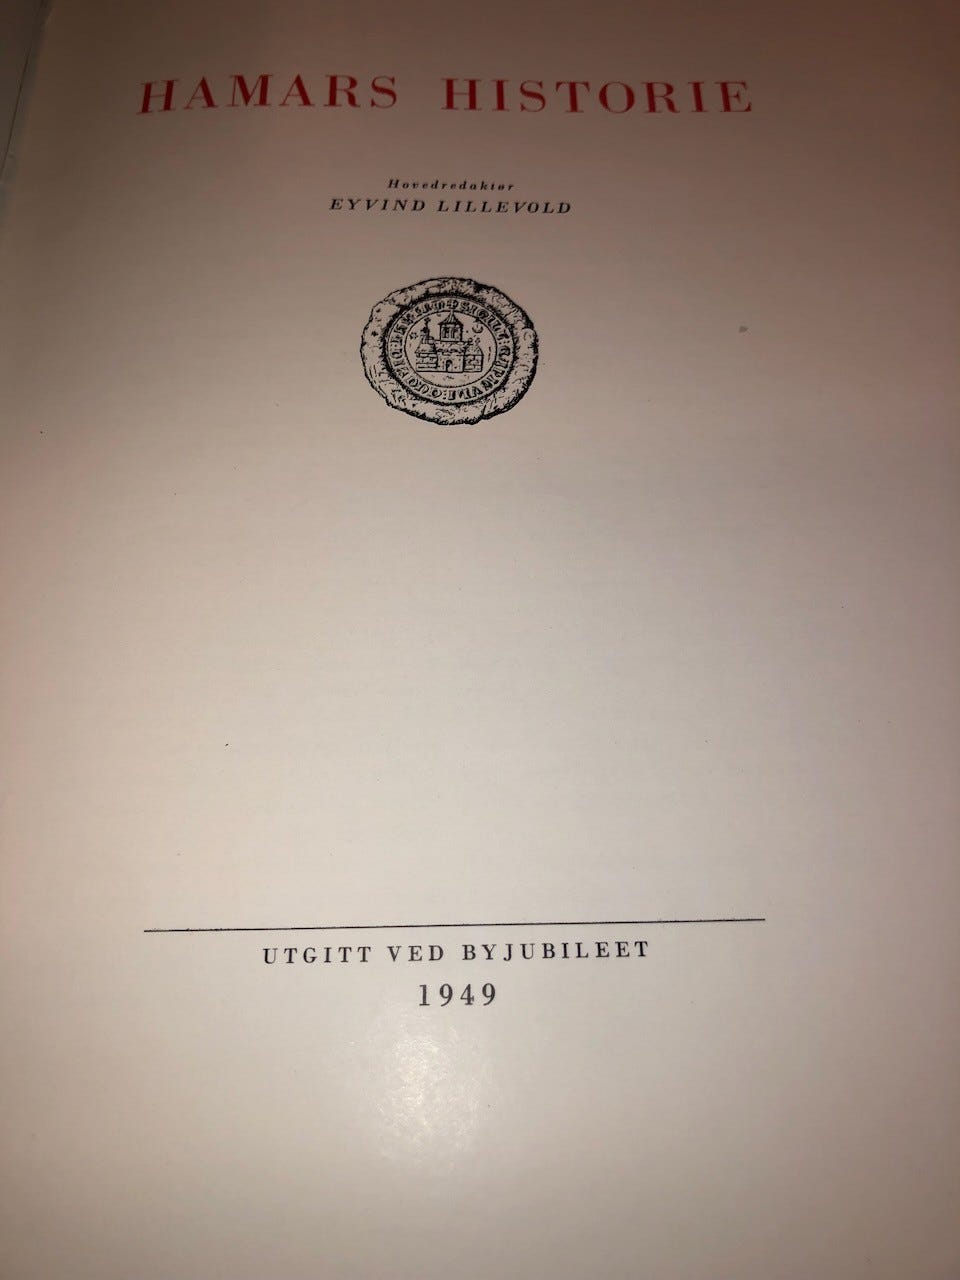 HAMARS HISTORIE
Hovedredaktør
EYVIND LILLEVOLD
UTGITT VED BYJUBILEET
1949